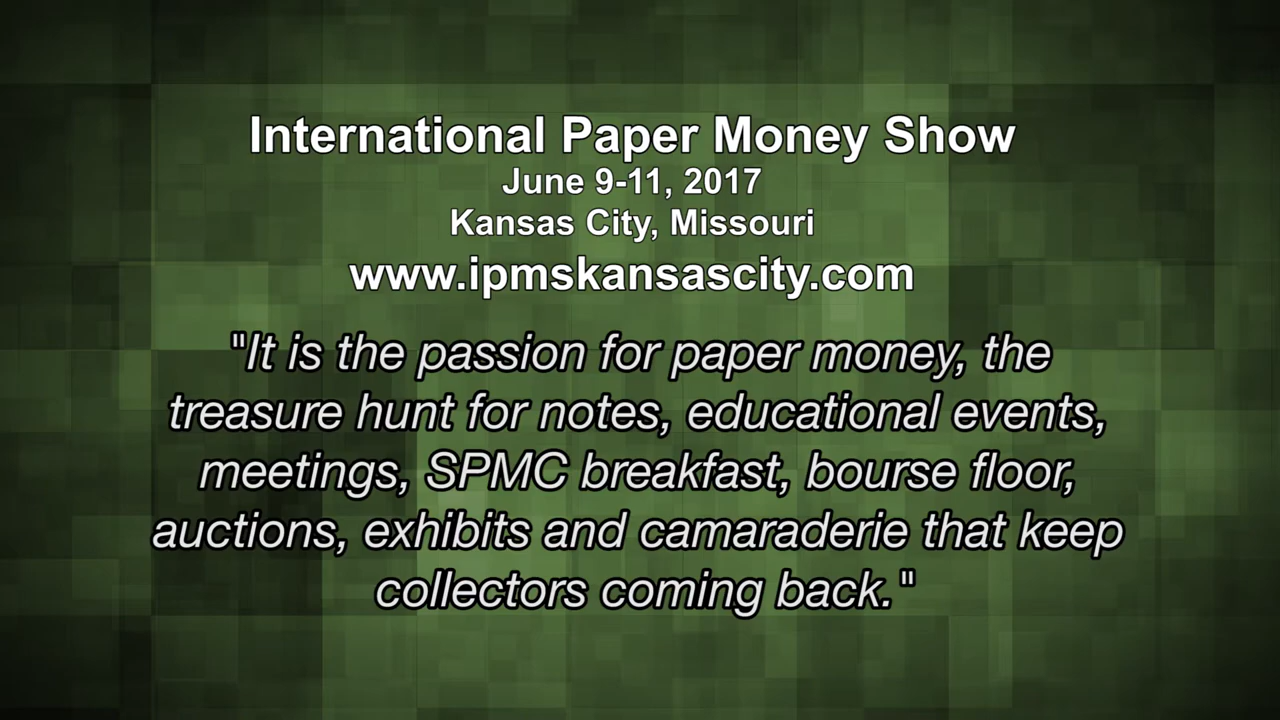 International Paper Money Show
June 9-11, 2017
Kansas City, Missouri
www.ipmskansascity.com
"It is the passion for paper money, the
treasure hunt for notes, educational events,
meetings, SPMC breakfast, bourse floor,
auctions, exhibits and camaraderie that keep
collectors coming back."